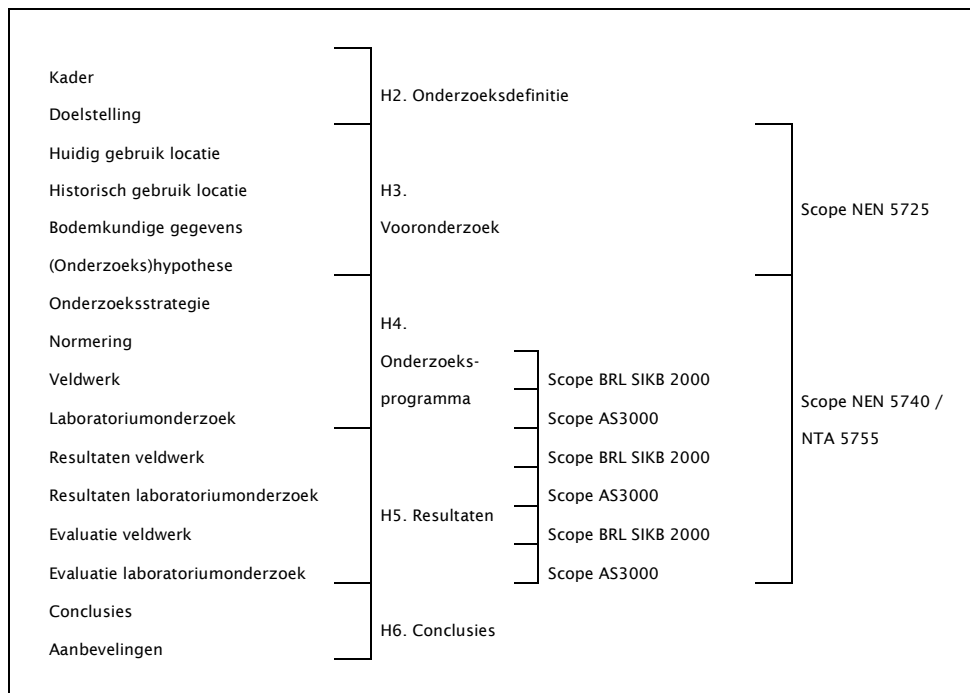 Kader
Doelstelling
Huidig gebruik locatie
Historisch gebruik locatie
Bodemkundige gegevens
(Onderzoeks)hypothese
Onderzoeksstrategie
Normering
Veldwerk
Laboratoriumonderzoek
Resultaten veldwerk
Resultaten laboratoriumonderzoek
Evaluatie veldwerk
Evaluatie laboratoriumonderzoek
Conclusies
Aanbevelingen
H2. Onderzoeksdefinitie
H3.
Vooronderzoek
H4.
Onderzoeks-
programma
H5. Resultaten
H6. Conclusies
Scope BRL SIKB 2000
Scope AS3000
Scope BRL SIKB 2000
Scope AS3000
Scope BRL SIKB 2000
Scope AS3000
Scope NEN 5725
Scope NEN 5740 /
NTA 5755